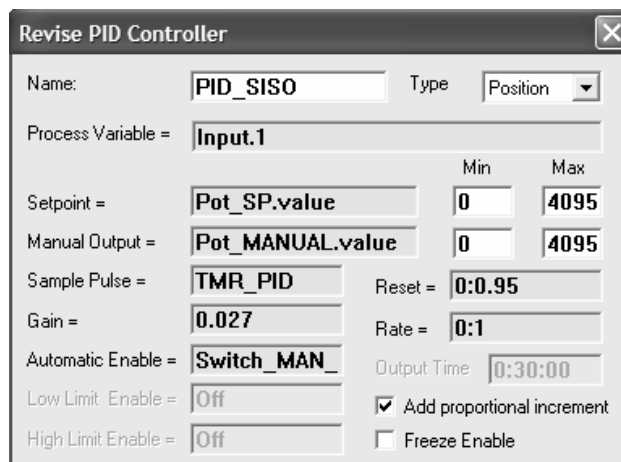 Revise PID Controller
Name: PID_SISO Type Position
Process Variable = Input.1
Min Max
Setpoint = Pot_SP.value 0 4095
Manual Output = Pot_MANUAL.value 0 4095
Sample Pulse = TMR_PID Reset = 0:0.95
Gain = 0.027 Rate = 0:1
Automatic Enable = Switch_MAN_ Output Time 0:30:00
Low Limit Enable = Off Add proportional increment
High Limit Enable = Off Freeze Enable